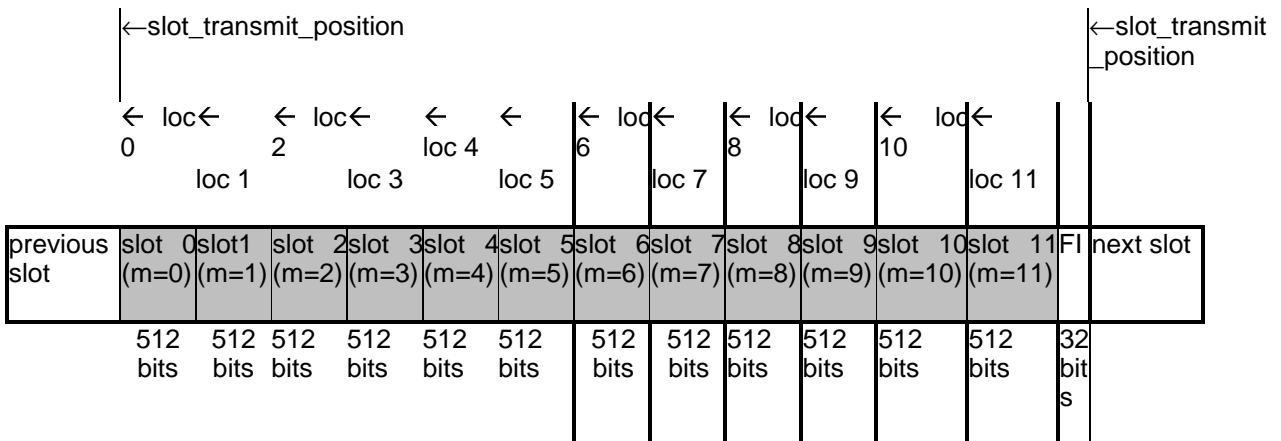 ←slot_transmit_position ←slot_transmit
_position
← loc← ← loc← ← ← ← loc← ← loc← ← loc←
0 2 loc 4 6 8 10
loc 1 loc 3 loc 5 loc 7 loc 9 loc 11
previous slot 0 slot1 slot 2 slot 3 slot 4 slot 5 slot 6 slot 7 slot 8 slot 9 slot 10 slot 11 FI next slot
slot (m=0) (m=1) (m=2) (m=3) (m=4) (m=5) (m=6) (m=7) (m=8) (m=9) (m=10) (m=11)
512 512 512 512 512 512 512 512 512 512 512 512 32
bits bits bits bits bits bits bits bits bits bits bits bits bit
s